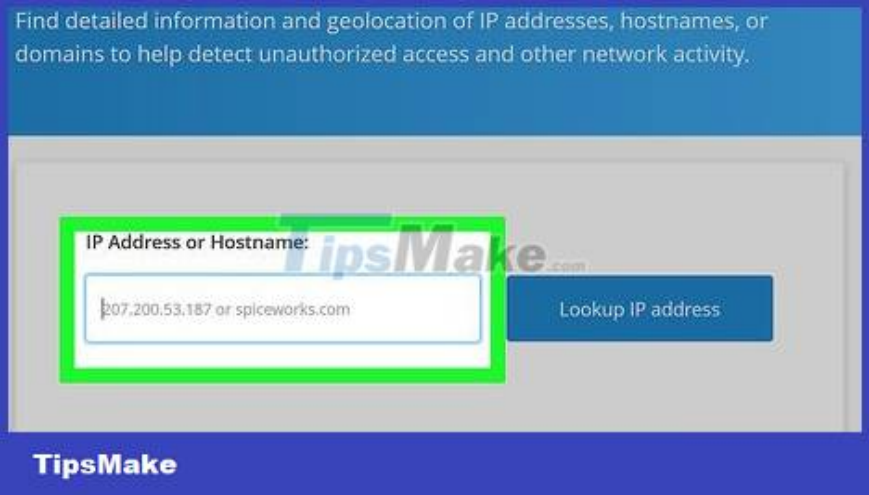 Find detailed information and geolocation of IP addresses, hostnames, or
domains to help detect unauthorized access and other network activity.
TipsMake.com
IP Address or Hostname:
207.200.53.187 or spiceworks.com
Lookup IP address
TipsMake